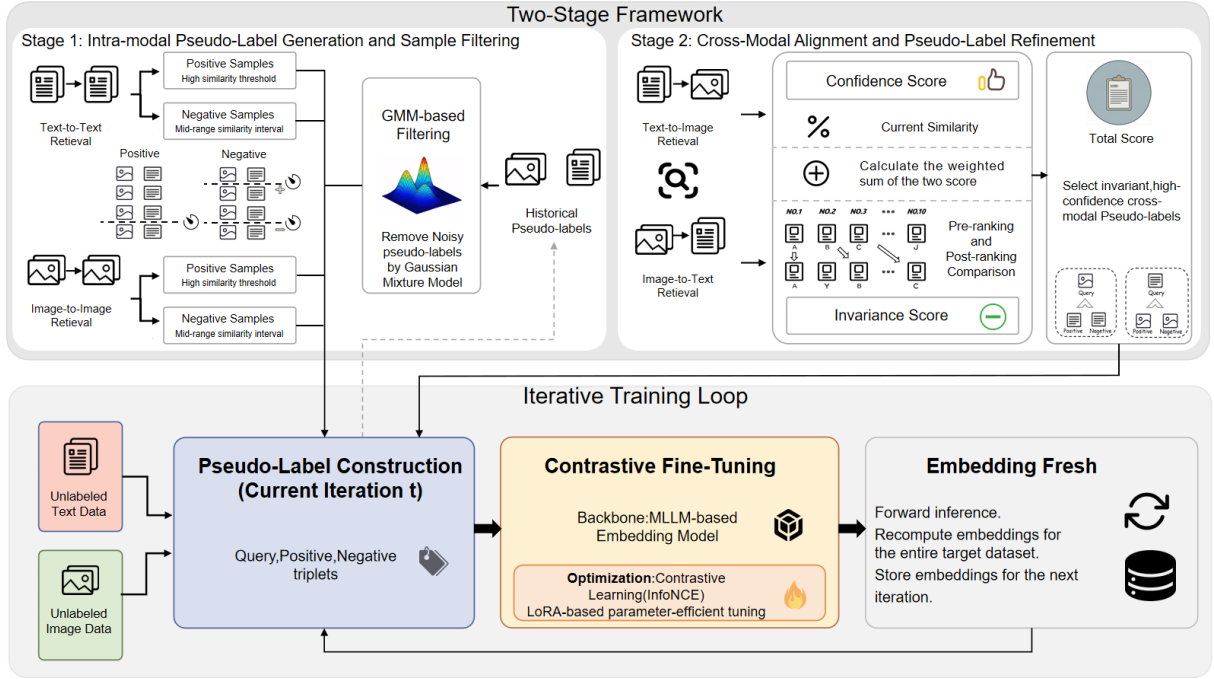 Two-Stage Framework
Stage 1: Intra-modal Pseudo-Label Generation and Sample Filtering
Text-to-Text
Retieval
Positive Samples
High similarity threshold
Negative Samples
Mid-range similarity interval
Positive
Negative
Image-to-Image
Retieval
Positive Samples
High similarity threshold
Negative Samples
Mid-range similarity interval
GMM-based
Filtering
Remove Noisy
pseudo-labels
by Gaussian
Mixture Model
Historical
Pseudo-labels
Stage 2: Cross-Modal Alignment and Pseudo-Label Refinement
Text-to-Image
Retrieval
Image-to-Text
Retrieval
Confidence Score
%
Current Similarity
Calculate the weighted
sum of the two score
NO.1 NO.2 NO.3 ••• NO.10
A B C J
A Y B C
Pre-ranking
and
Post-ranking
Comparison
Invariance Score
Total Score
Select invariant,high-
confidence cross-
modal Pseudo-labels
Query
Positive Negetive
Query
Positive Nagetive
Iterative Training Loop
Unlabeled
Text Data
Unlabeled
Image Data
Pseudo-Label Construction
(Current Iteration t)
Query,Positive,Negative
triplets
Contrastive Fine-Tuning
Backbone:MLLM-based
Embedding Model
Optimization:Contrastive
Learning(InfoNCE)
LoRA-based parameter-efficient tuning
Embedding Fresh
Forward inference.
Recompute embeddings for
the entire target dataset.
Store embeddings for the next
iteration.